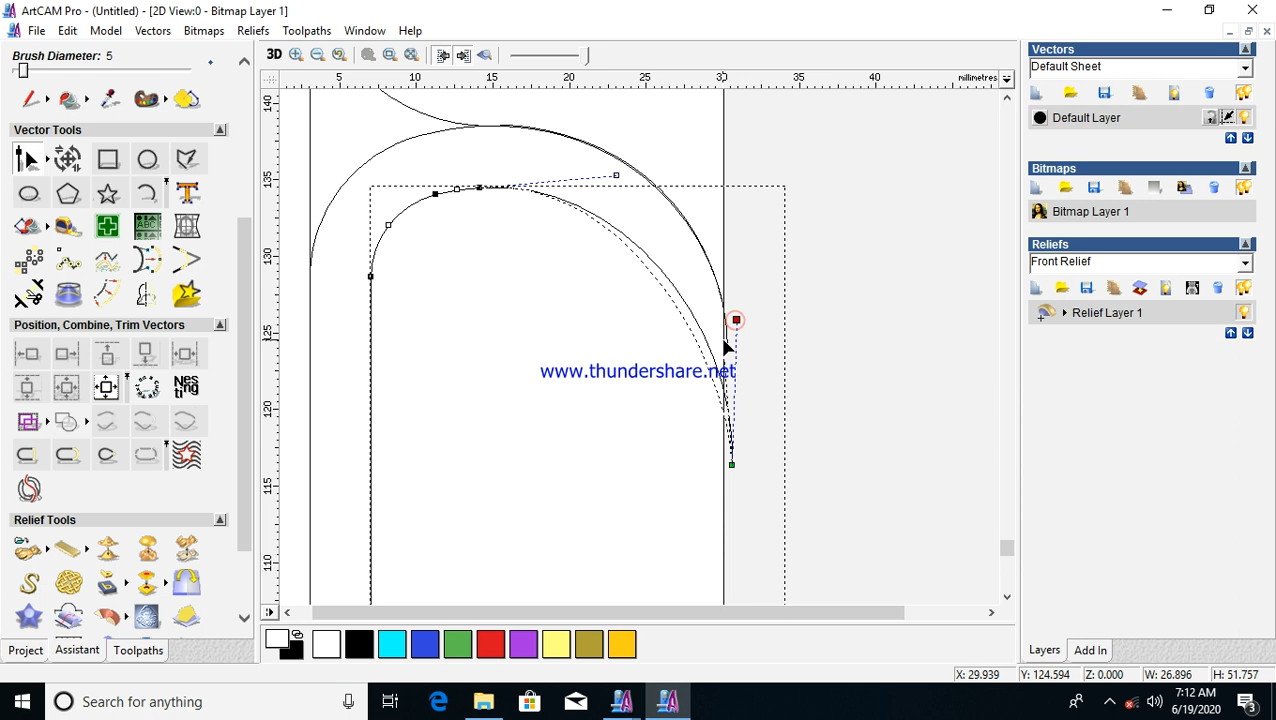 ArtCAM Pro - (Untitled) - [2D View:0 - Bitmap Layer 1]
File Edit Model Vectors Bitmaps Reliefs Toolpaths Window Help
Brush Diameter: 5
3D
5 10 15 20 25 30 35 40 millimetres
140
135
130
125
120
115
110
Vector Tools
ABC
Position, Combine, Trim Vectors
Nes
ting
Relief Tools
Project Assistant Toolpaths
www.thundershare.net
Vectors
Default Sheet
Default Layer
Bitmaps
Bitmap Layer 1
Reliefs
Front Relief
Relief Layer 1
Layers Add In
X: 29.939 Y: 124.594 Z: 0.000 W: 26.896 H: 51.757
Search for anything
7:12 AM
6/19/2020
3